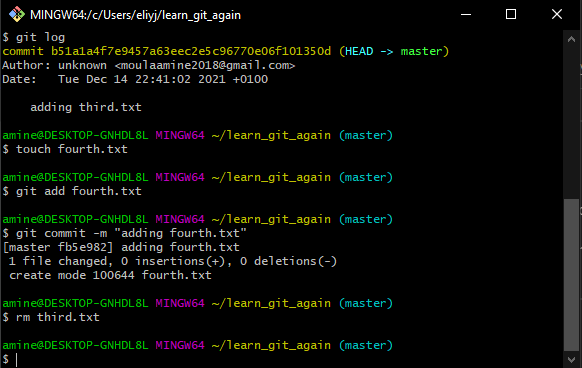 MINGW64:/c/Users/eliyj/learn_git_again
$ git log
commit b51a1a4f7e9457a63eec2e5c96770e06f101350d (HEAD -> master)
Author: unknown <moulaamine2018@gmail.com>
Date:   Tue Dec 14 22:41:02 2021 +0100
    adding third.txt
amine@DESKTOP-GNHDL8L MINGW64 ~/learn_git_again (master)
$ touch fourth.txt
amine@DESKTOP-GNHDL8L MINGW64 ~/learn_git_again (master)
$ git add fourth.txt
amine@DESKTOP-GNHDL8L MINGW64 ~/learn_git_again (master)
$ git commit -m "adding fourth.txt"
[master fb5e982] adding fourth.txt
 1 file changed, 0 insertions(+), 0 deletions(-)
 create mode 100644 fourth.txt
amine@DESKTOP-GNHDL8L MINGW64 ~/learn_git_again (master)
$ rm third.txt
amine@DESKTOP-GNHDL8L MINGW64 ~/learn_git_again (master)
$